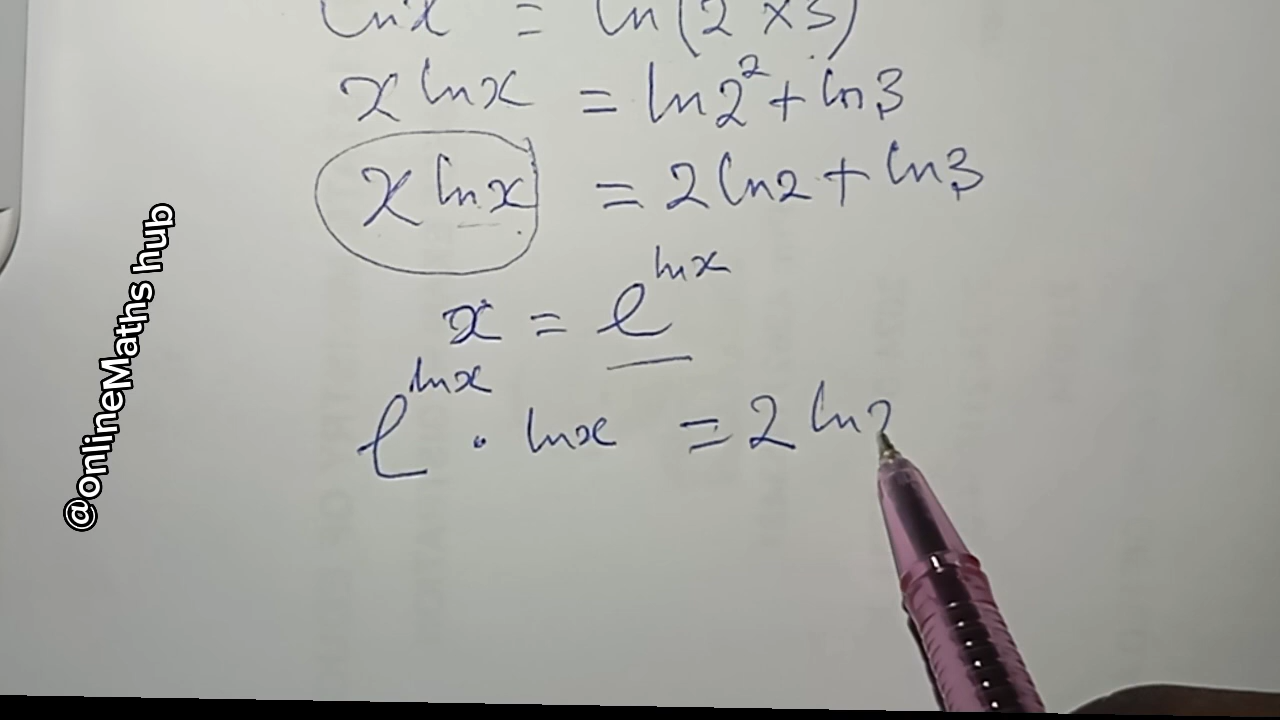 ln x = ln(2 × 3)
x ln x = ln 2² + ln 3
x ln x = 2 ln 2 + ln 3
x = e^{ln x}
e^{ln x} · ln x = 2 ln 2
@onlineMaths hub